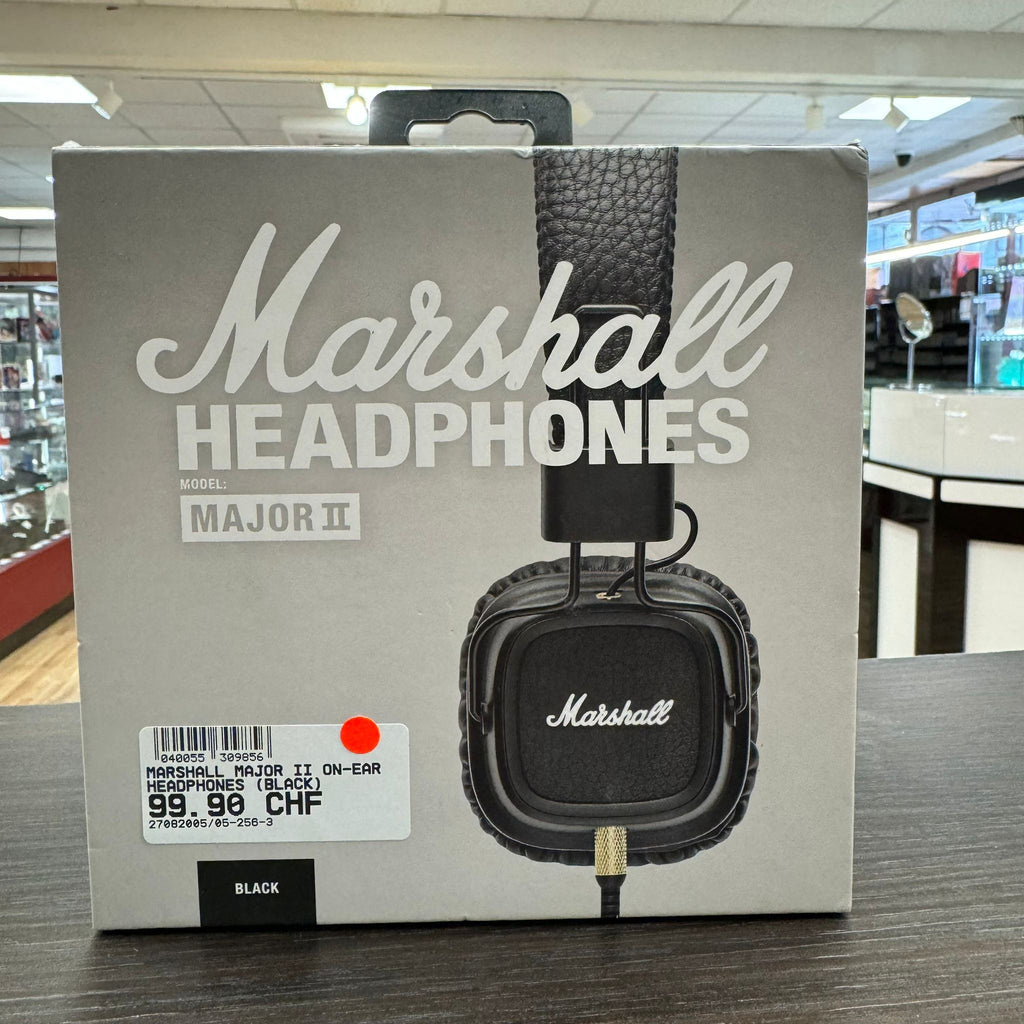 Marshall
HEADPHONES
MODEL:
MAJOR II
Marshall
040055 309856
MARSHALL MAJOR II ON-EAR
HEADPHONES (BLACK)
99.90 CHF
27082005/05-256-3
BLACK